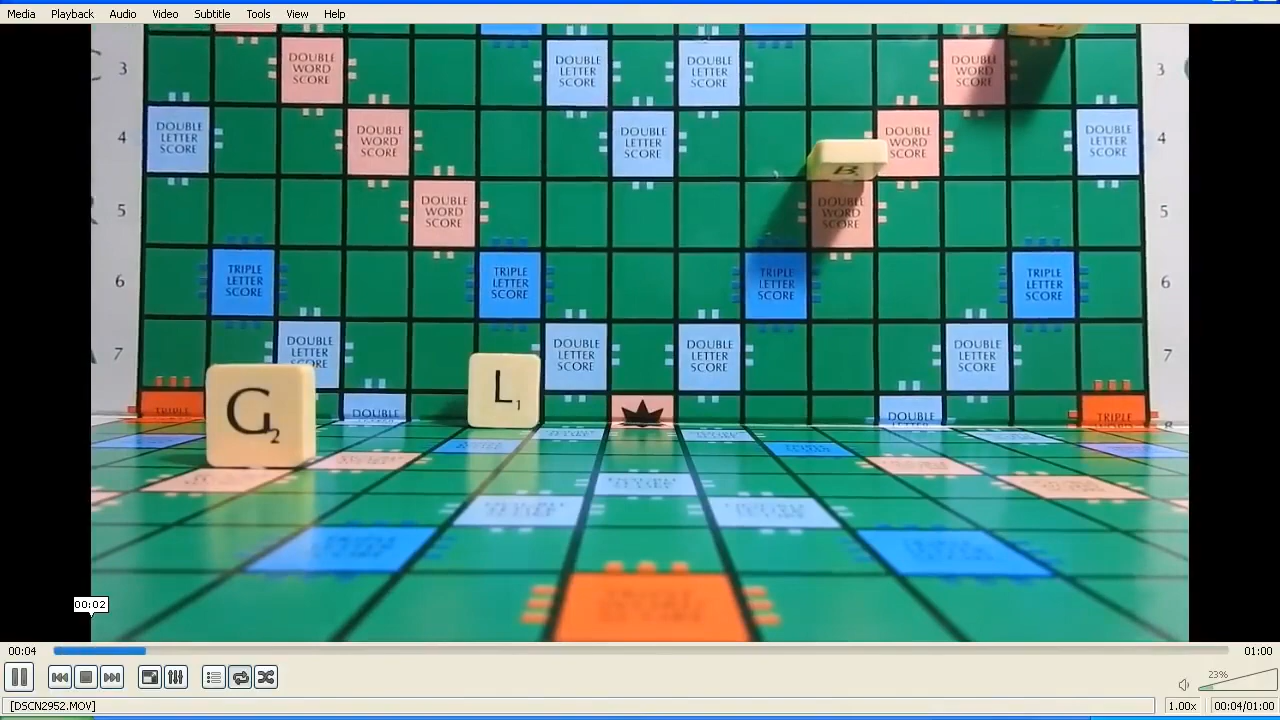 Media Playback Audio Video Subtitle Tools View Help
3 DOUBLE WORD SCORE DOUBLE LETTER SCORE DOUBLE LETTER SCORE DOUBLE WORD SCORE 3
4 DOUBLE LETTER SCORE DOUBLE WORD SCORE DOUBLE LETTER SCORE B DOUBLE WORD SCORE DOUBLE LETTER SCORE 4
5 DOUBLE WORD SCORE DOUBLE WORD SCORE 5
6 TRIPLE LETTER SCORE TRIPLE LETTER SCORE TRIPLE LETTER SCORE TRIPLE LETTER SCORE 6
7 DOUBLE LETTER SCORE DOUBLE LETTER SCORE DOUBLE LETTER SCORE DOUBLE LETTER SCORE 7
G2 L1
TRIPLE DOUBLE DOUBLE TRIPLE
00:02
00:04 01:00
23%
[DSCN2952.MOV] 1.00x 00:04/01:00